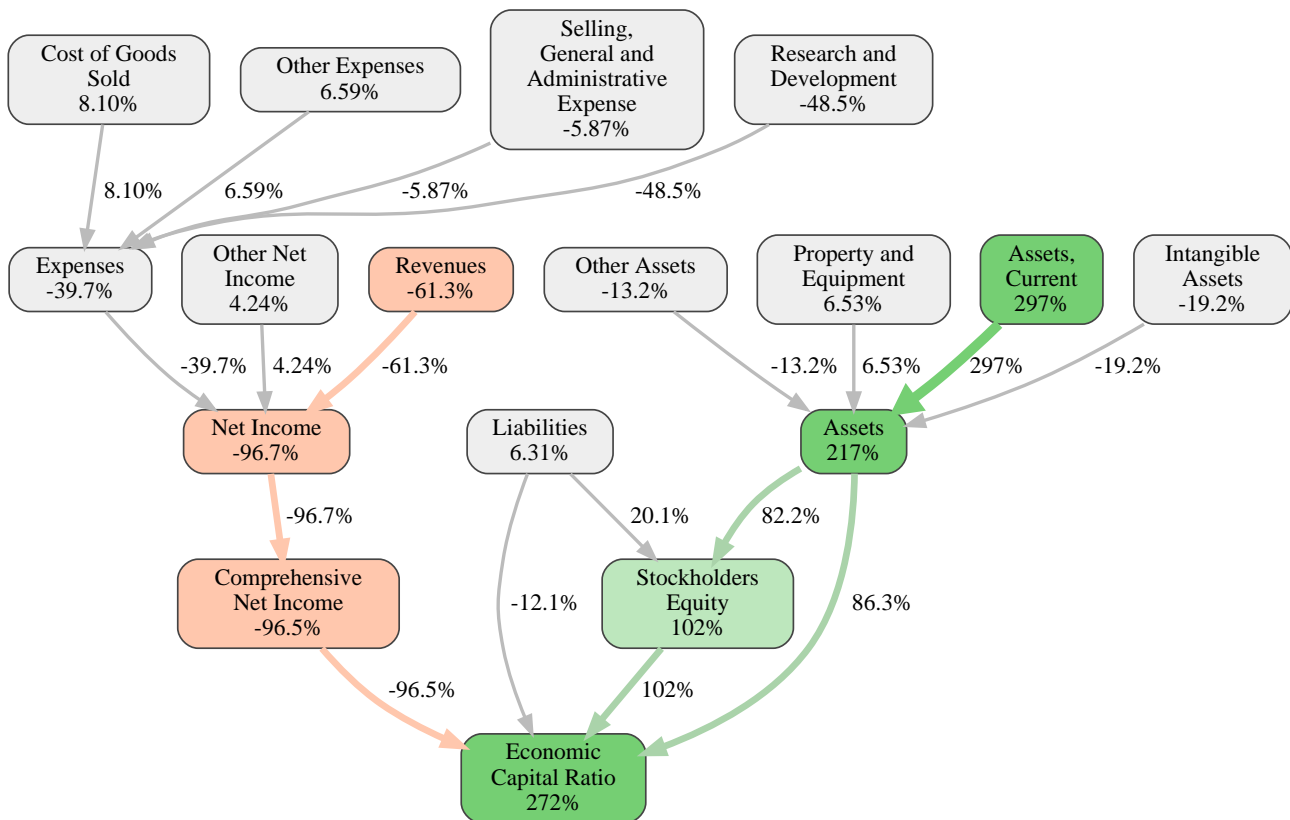 Cost of Goods
Sold
8.10%
Other Expenses
6.59%
Selling,
General and
Administrative
Expense
-5.87%
Research and
Development
-48.5%
8.10%
6.59%
-5.87%
-48.5%
Expenses
-39.7%
Other Net
Income
4.24%
Revenues
-61.3%
Other Assets
-13.2%
Property and
Equipment
6.53%
Assets,
Current
297%
Intangible
Assets
-19.2%
-39.7%
4.24%
-61.3%
-13.2%
6.53%
297%
-19.2%
Net Income
-96.7%
Liabilities
6.31%
Assets
217%
-96.7%
20.1%
82.2%
Comprehensive
Net Income
-96.5%
-12.1%
Stockholders
Equity
102%
86.3%
-96.5%
102%
Economic
Capital Ratio
272%